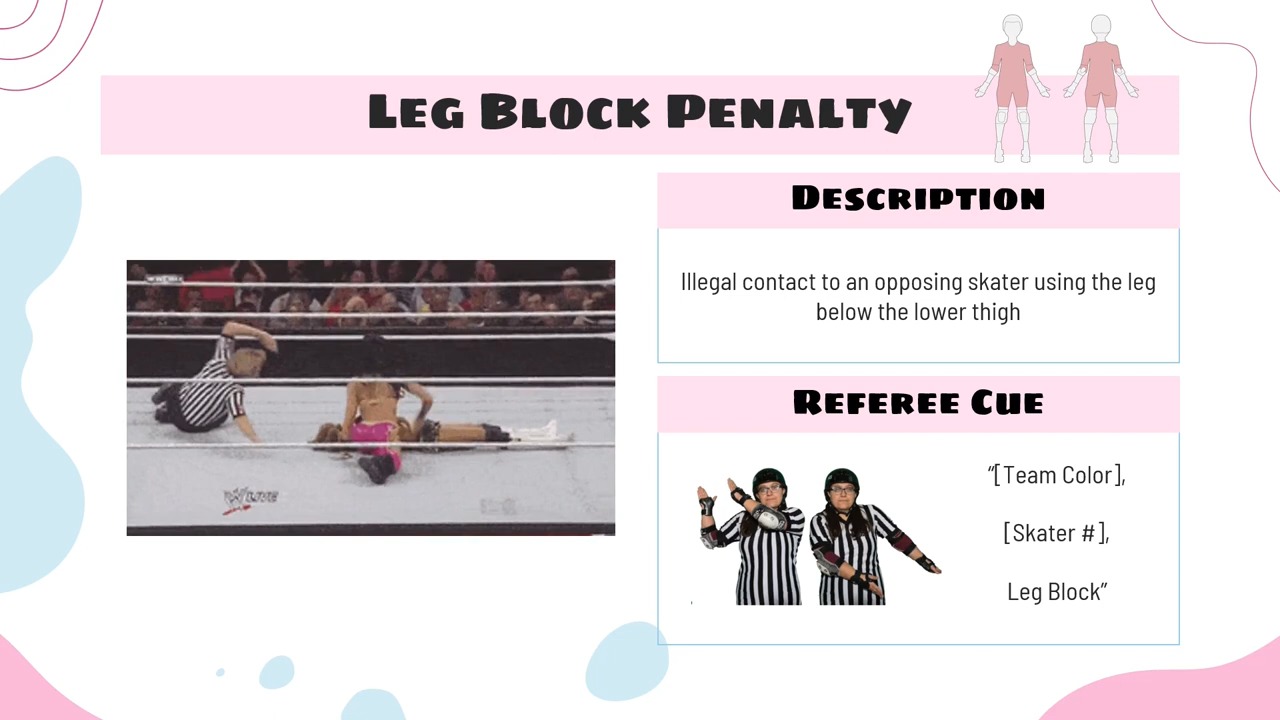 Leg Block Penalty
Description
Illegal contact to an opposing skater using the leg
below the lower thigh
Referee Cue
“[Team Color],
[Skater #],
Leg Block”
LIVE